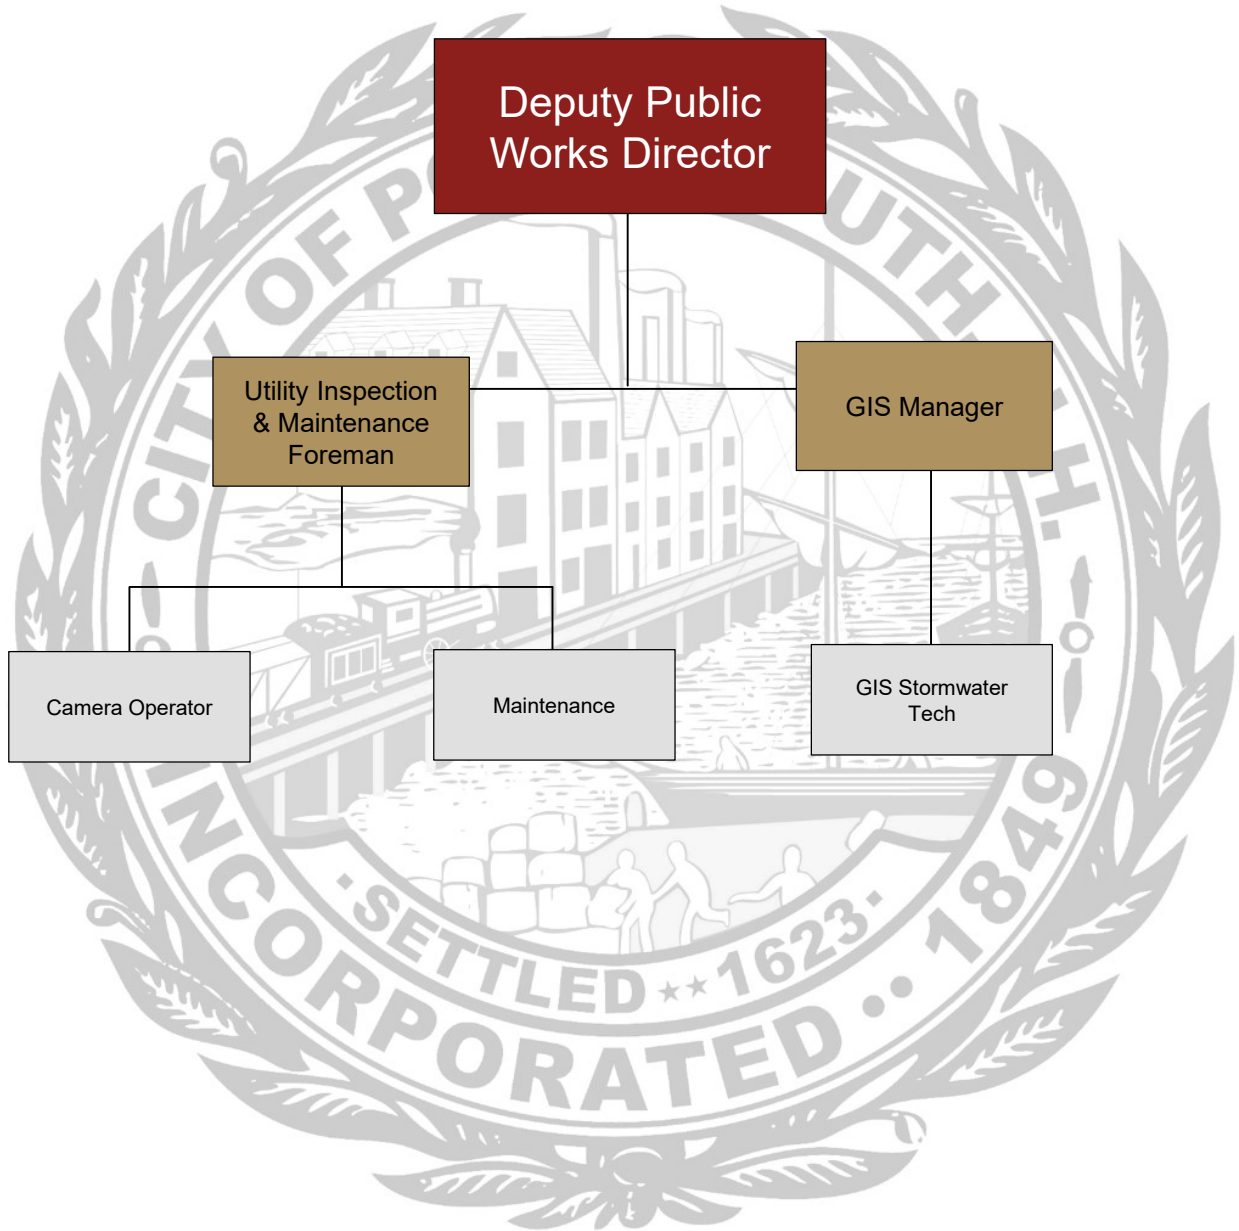 Deputy Public
Works Director
Utility Inspection
& Maintenance
Foreman
GIS Manager
Camera Operator
Maintenance
GIS Stormwater
Tech
CITY OF
N.H.
SETTLED ** 1623
INCORPORATED •• 1849